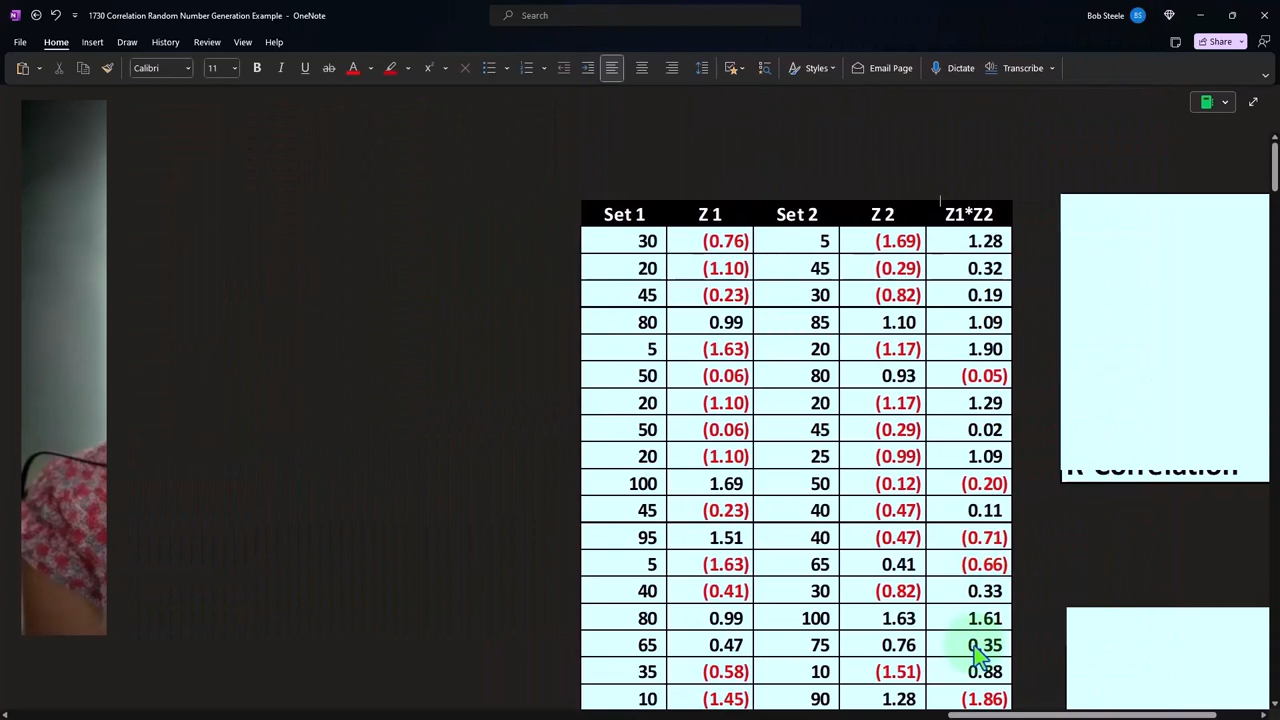 1730 Correlation Random Number Generation Example - OneNote
Search
Bob Steele BS
File Home Insert Draw History Review View Help
Share
Calibri 11 B I U ab A x Styles Email Page Dictate Transcribe
Set 1 Z 1 Set 2 Z 2 Z1*Z2
30 (0.76) 5 (1.69) 1.28
20 (1.10) 45 (0.29) 0.32
45 (0.23) 30 (0.82) 0.19
80 0.99 85 1.10 1.09
5 (1.63) 20 (1.17) 1.90
50 (0.06) 80 0.93 (0.05)
20 (1.10) 20 (1.17) 1.29
50 (0.06) 45 (0.29) 0.02
20 (1.10) 25 (0.99) 1.09
100 1.69 50 (0.12) (0.20)
45 (0.23) 40 (0.47) 0.11
95 1.51 40 (0.47) (0.71)
5 (1.63) 65 0.41 (0.66)
40 (0.41) 30 (0.82) 0.33
80 0.99 100 1.63 1.61
65 0.47 75 0.76 0.35
35 (0.58) 10 (1.51) 0.88
10 (1.45) 90 1.28 (1.86)